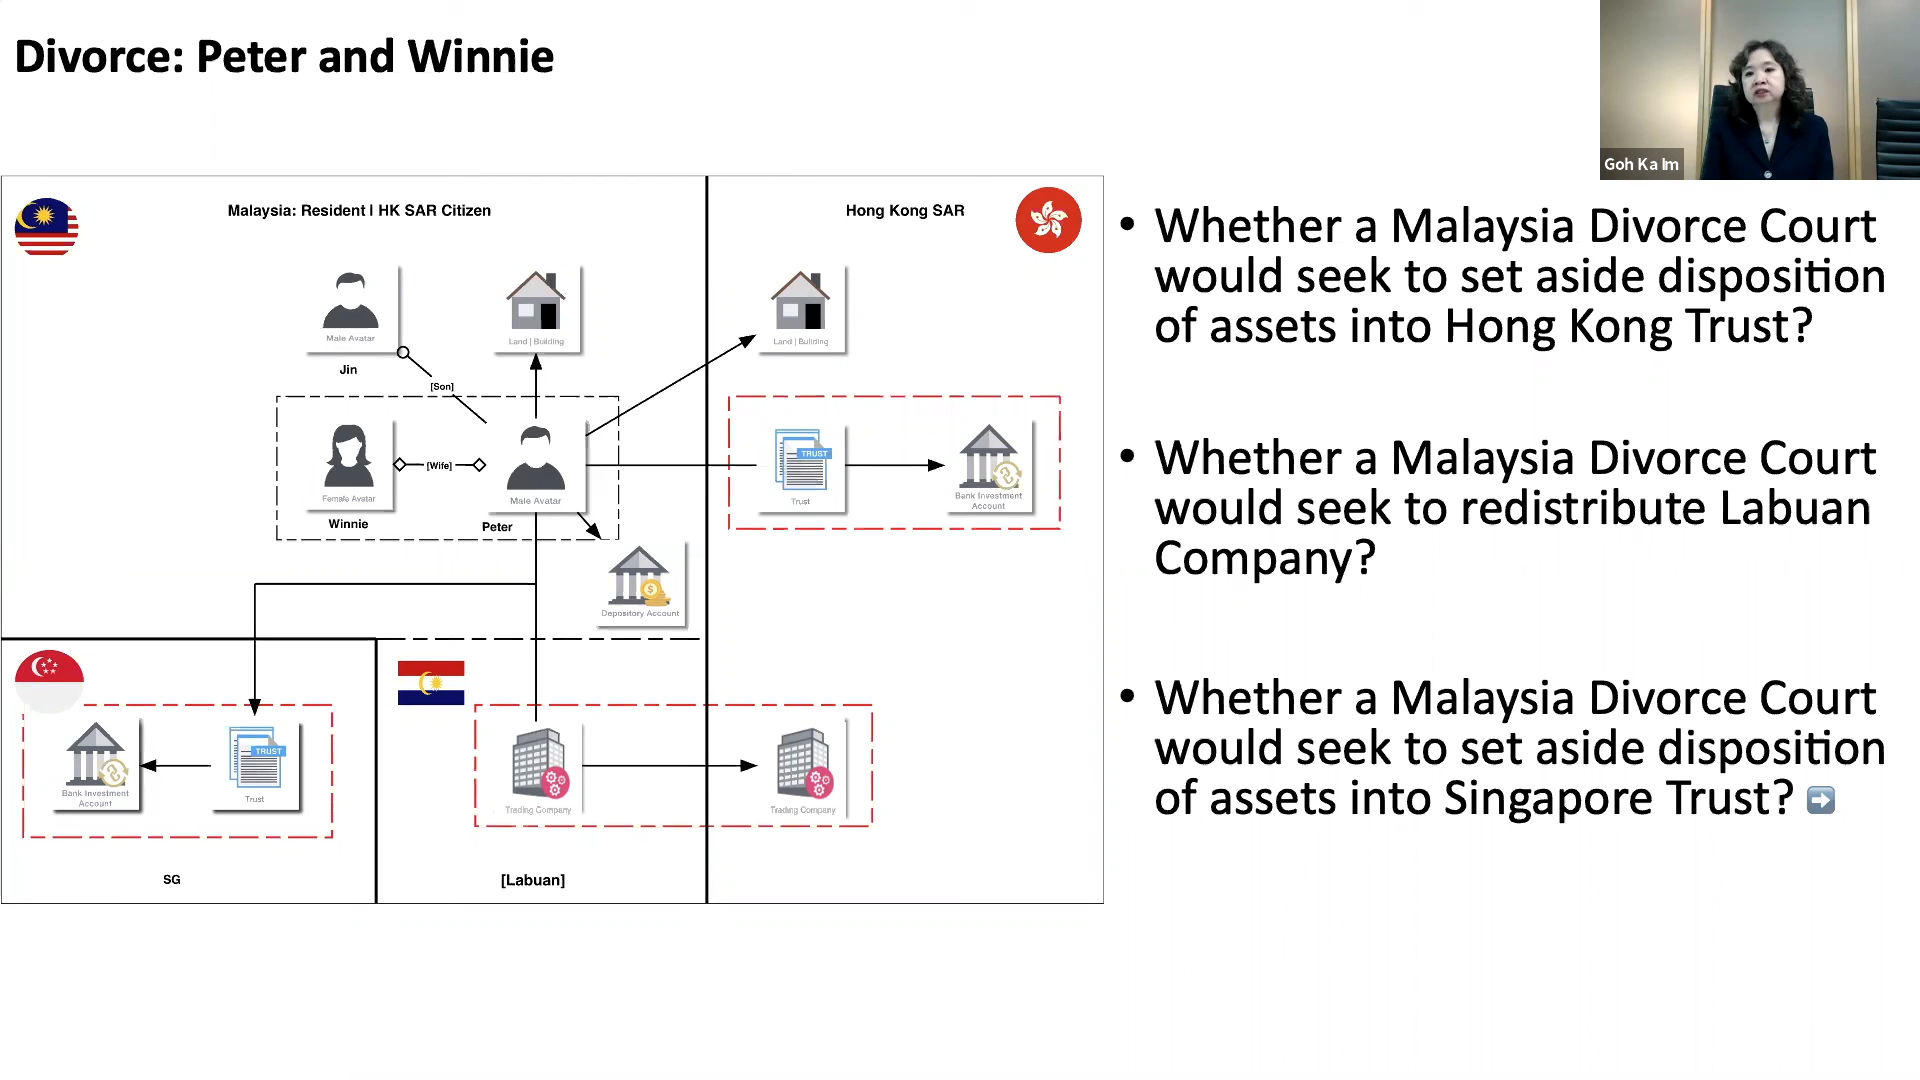 Divorce: Peter and Winnie
Goh Ka Im
Malaysia: Resident | HK SAR Citizen
Hong Kong SAR
Male Avatar
Jin
Land | Building
Land | Building
[Son]
[Wife]
Female Avatar
Winnie
Male Avatar
Peter
TRUST
Trust
Bank Investment
Account
Depository Account
Bank Investment
Account
TRUST
Trust
SG
Trading Company
Trading Company
[Labuan]
• Whether a Malaysia Divorce Court
would seek to set aside disposition
of assets into Hong Kong Trust?
• Whether a Malaysia Divorce Court
would seek to redistribute Labuan
Company?
• Whether a Malaysia Divorce Court
would seek to set aside disposition
of assets into Singapore Trust?